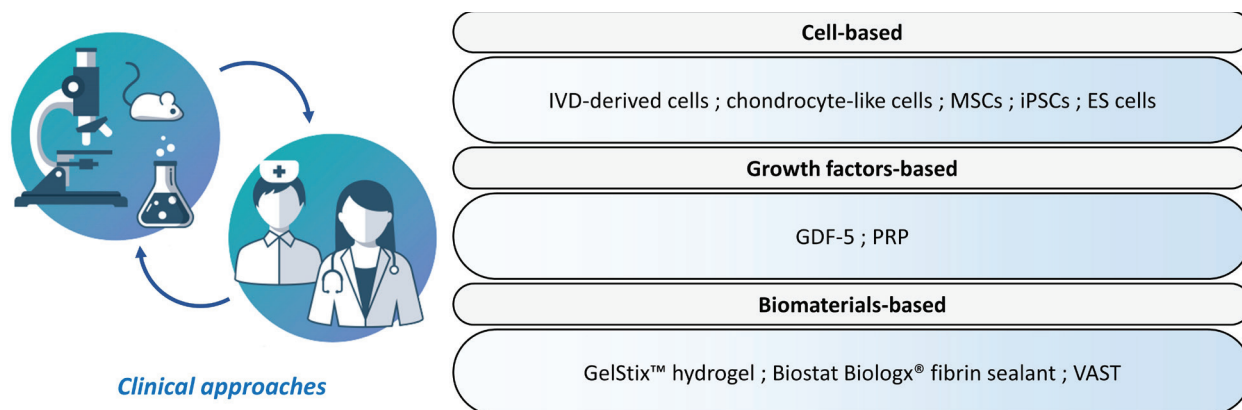 Cell-based
IVD-derived cells ; chondrocyte-like cells ; MSCs ; iPSCs ; ES cells
Growth factors-based
GDF-5 ; PRP
Biomaterials-based
GelStix™ hydrogel ; Biostat Biologx® fibrin sealant ; VAST
Clinical approaches